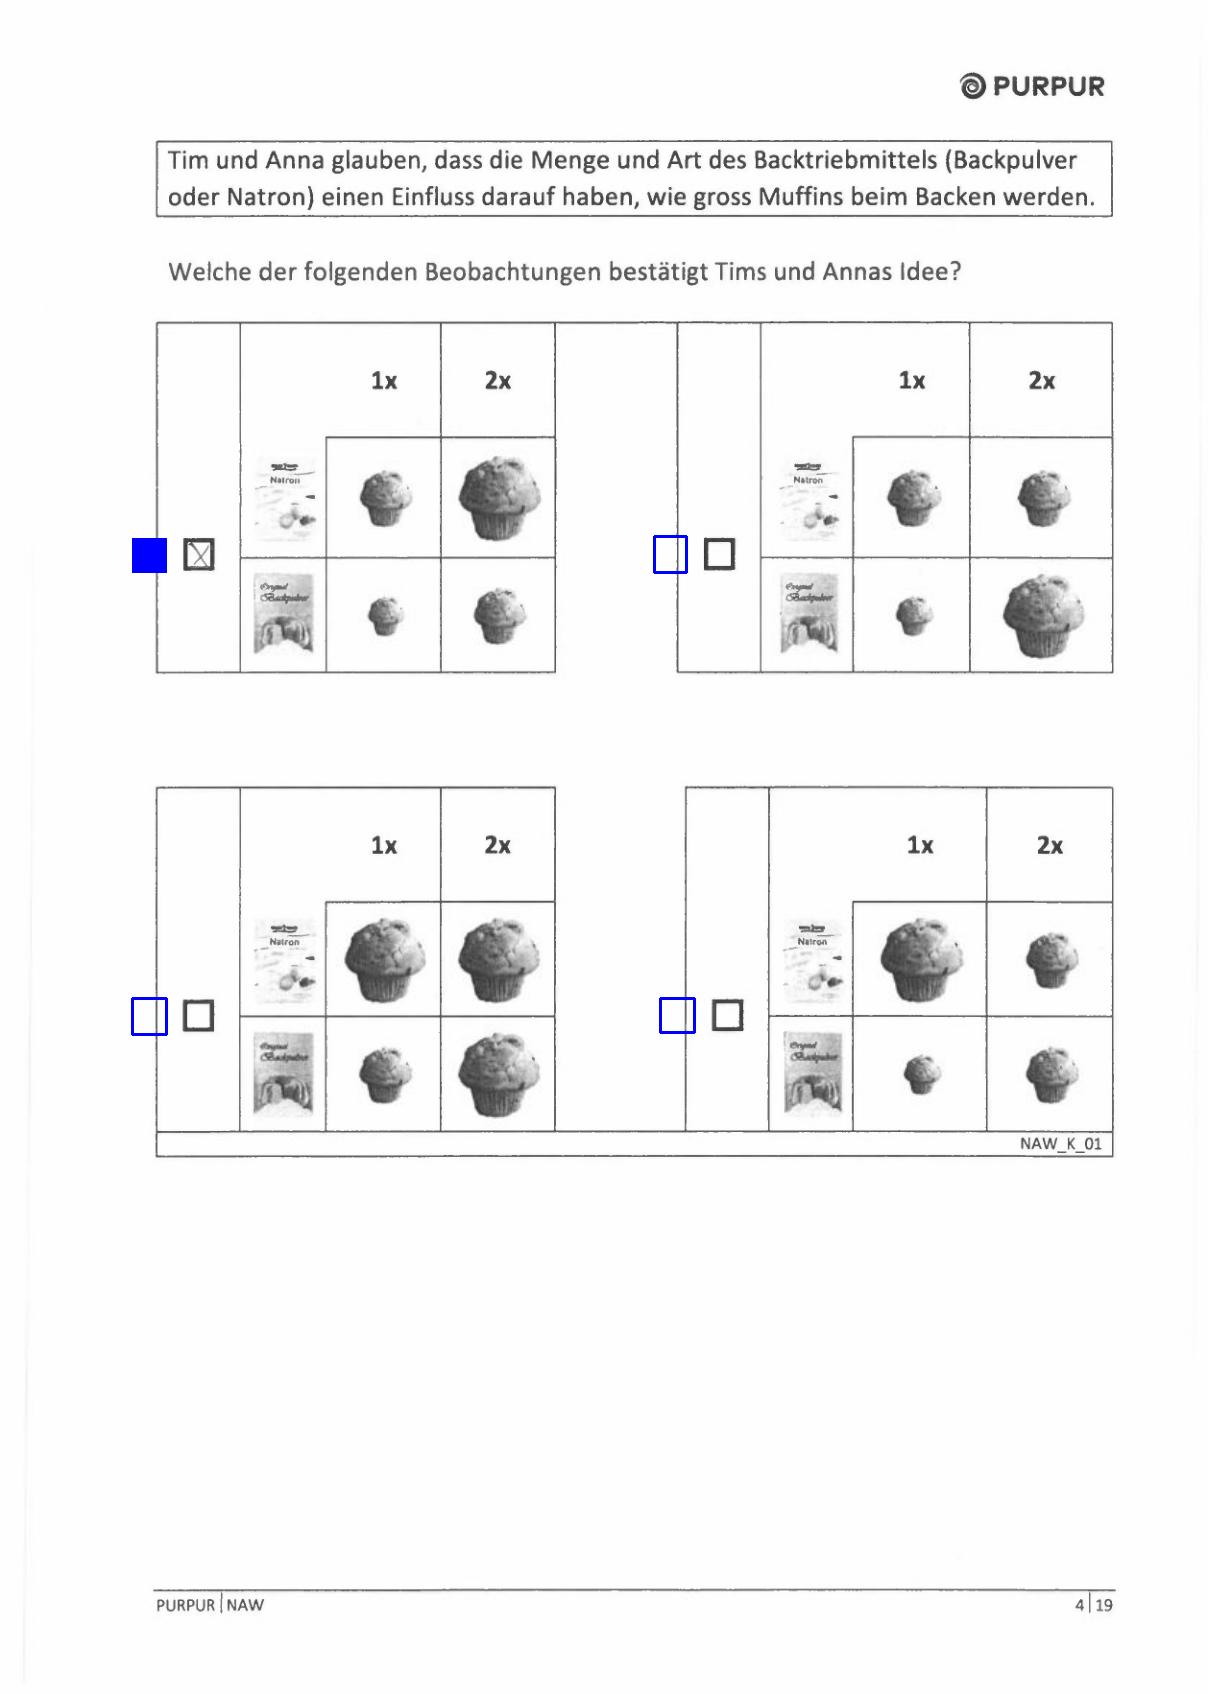 PURPUR
Tim und Anna glauben, dass die Menge und Art des Backtriebmittels (Backpulver
oder Natron) einen Einfluss darauf haben, wie gross Muffins beim Backen werden.
Welche der folgenden Beobachtungen bestätigt Tims und Annas Idee?
1x 2x 1x 2x
Natron Natron
Original Original
Backpulver Backpulver
1x 2x 1x 2x
Natron Natron
Original Original
Backpulver Backpulver
NAW_K_01
PURPUR | NAW 4 | 19